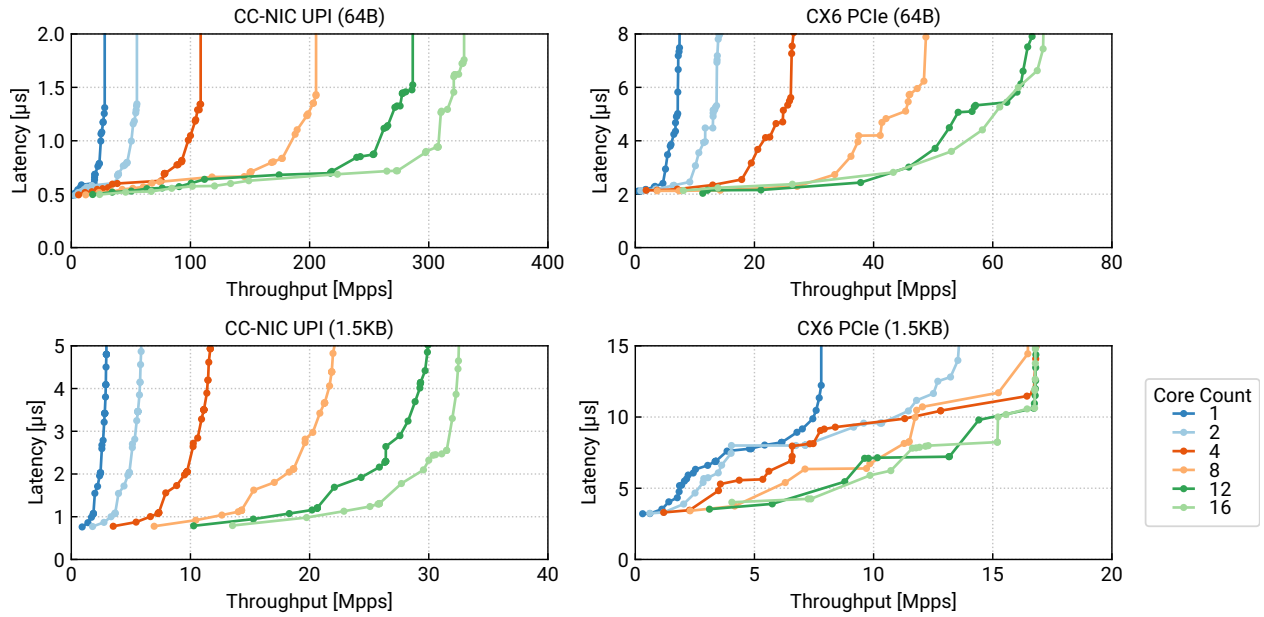 CC-NIC UPI (64B)
2.0
1.5
1.0
0.5
0.0
Latency [µs]
0 100 200 300 400
Throughput [Mpps]
CX6 PCIe (64B)
8
6
4
2
0
Latency [µs]
0 20 40 60 80
Throughput [Mpps]
CC-NIC UPI (1.5KB)
5
4
3
2
1
0
Latency [µs]
0 10 20 30 40
Throughput [Mpps]
CX6 PCIe (1.5KB)
15
10
5
0
Latency [µs]
0 5 10 15 20
Throughput [Mpps]
Core Count
1
2
4
8
12
16